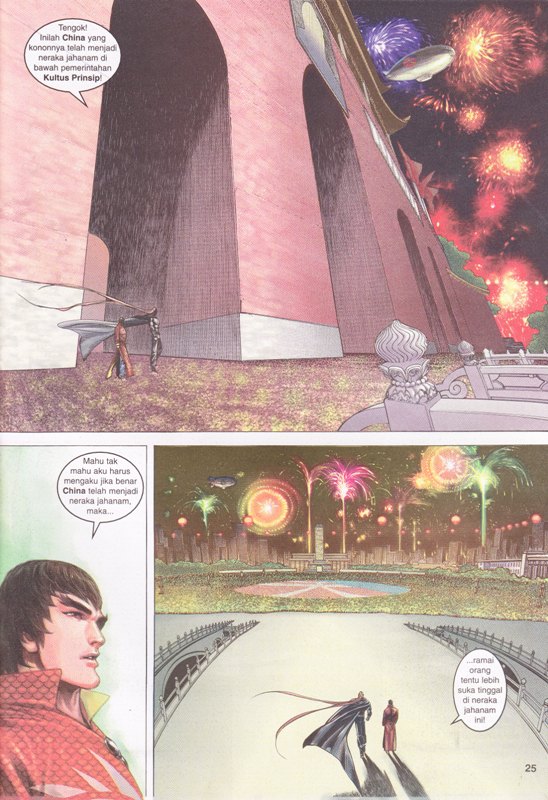 Tengok!
Inilah China yang
kononnya telah menjadi
neraka jahanam di
bawah pemerintahan
Kultus Prinsip!
Mahu tak
mahu aku harus
mengaku jika benar
China telah menjadi
neraka jahanam,
maka...
...ramai
orang
tentu lebih
suka tinggal
di neraka
jahanam
ini!
25